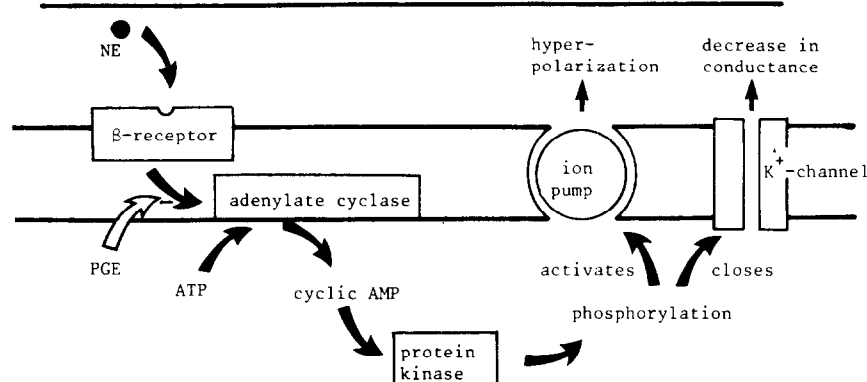 NE
hyper-
polarization
decrease in
conductance
β-receptor
ion
pump
K+-channel
adenylate cyclase
-
PGE
ATP
cyclic AMP
activates
closes
phosphorylation
protein
kinase